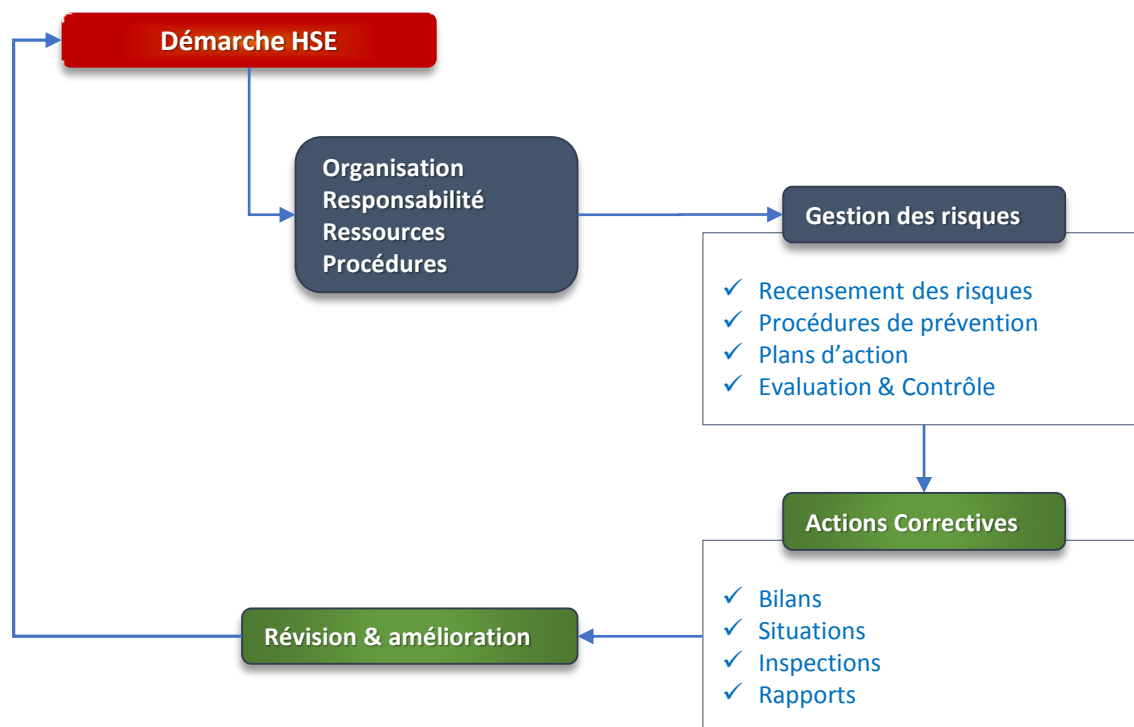 Démarche HSE
Organisation
Responsabilité
Ressources
Procédures
Gestion des risques
✓ Recensement des risques
✓ Procédures de prévention
✓ Plans d’action
✓ Evaluation & Contrôle
Actions Correctives
✓ Bilans
✓ Situations
✓ Inspections
✓ Rapports
Révision & amélioration